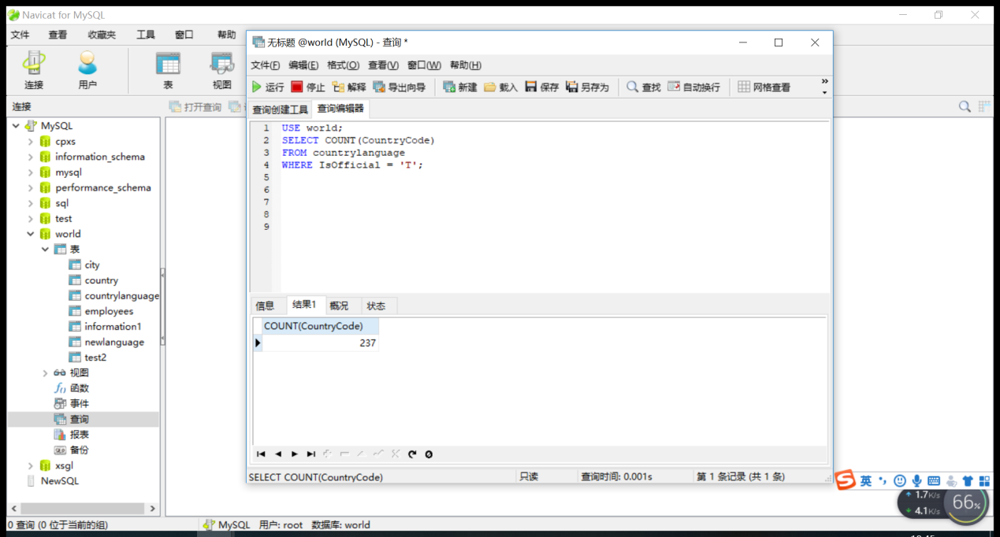 Navicat for MySQL
文件 查看 收藏夹 工具 窗口 帮助
连接 用户 表 视图
连接
打开查询
MySQL
cpxs
information_schema
mysql
performance_schema
sql
test
world
表
city
country
countrylanguage
employees
information1
newlanguage
test2
视图
函数
事件
查询
报表
备份
xsgl
NewSQL
无标题 @world (MySQL) - 查询 *
文件(F) 编辑(E) 格式(O) 查看(V) 窗口(W) 帮助(H)
运行 停止 解释 导出向导 新建 载入 保存 另存为 查找 自动换行 网格查看 »
查询创建工具 查询编辑器
1 USE world;
2 SELECT COUNT(CountryCode)
3 FROM countrylanguage
4 WHERE IsOfficial = 'T';
5
6
7
8
9
信息 结果1 概况 状态
COUNT(CountryCode)
237
SELECT COUNT(CountryCode) 只读 查询时间: 0.001s 第 1 条记录 (共 1 条)
英
1.7K/s
4.1K/s
66%
0 查询 (0 位于当前的组) MySQL 用户: root 数据库: world